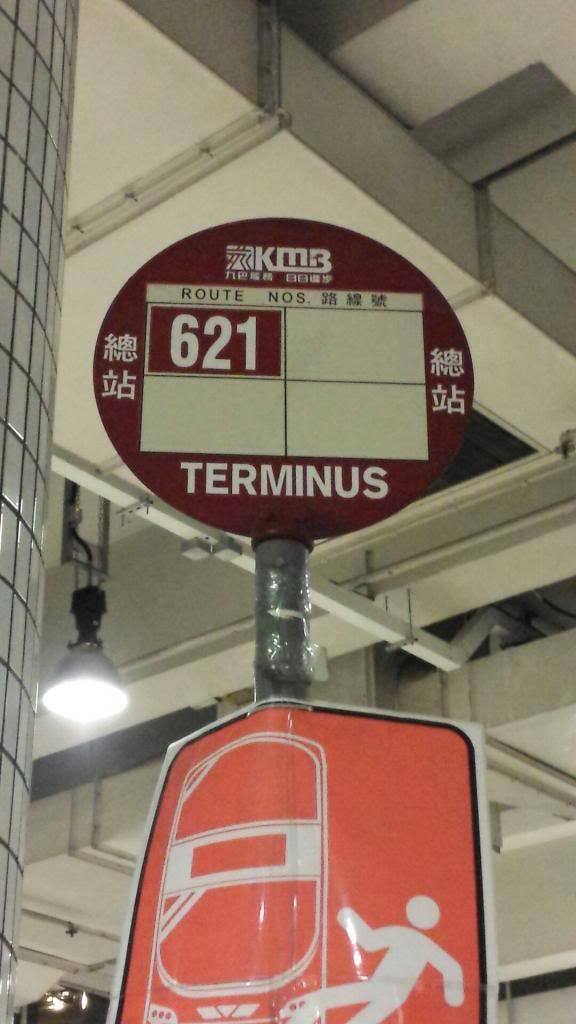 KMB
九巴服務 日日進步
ROUTE NOS. 路線號
621
總站
總站
TERMINUS